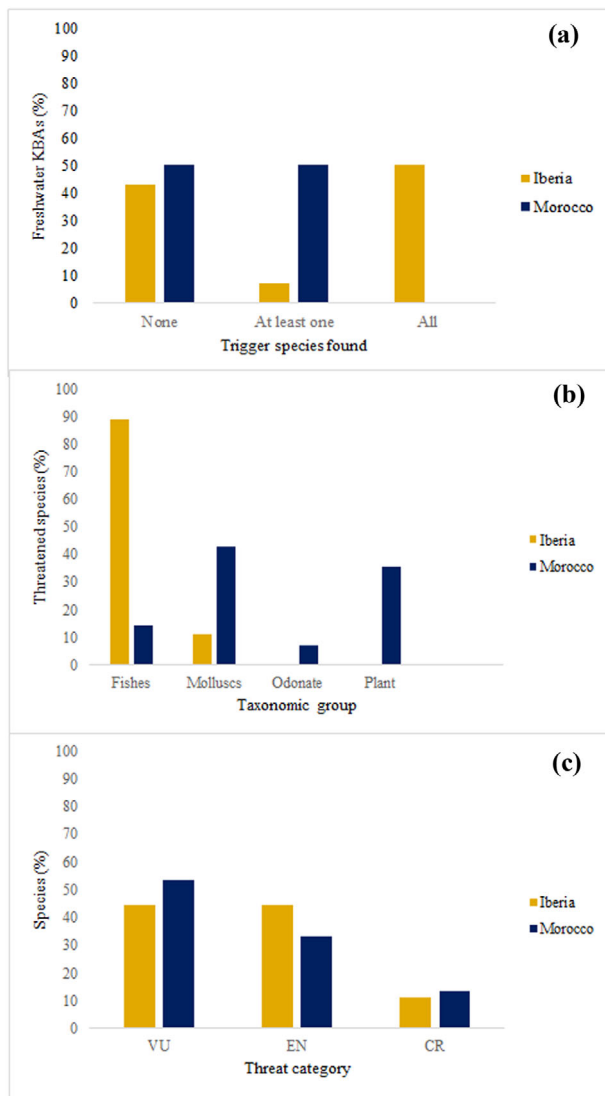 (a)
Freshwater KBAs (%)
100
90
80
70
60
50
40
30
20
10
0
None At least one All
Trigger species found
Iberia
Morocco
(b)
Threatened species (%)
100
90
80
70
60
50
40
30
20
10
0
Fishes Molluscs Odonate Plant
Taxonomic group
Iberia
Morocco
(c)
Species (%)
100
90
80
70
60
50
40
30
20
10
0
VU EN CR
Threat category
Iberia
Morocco